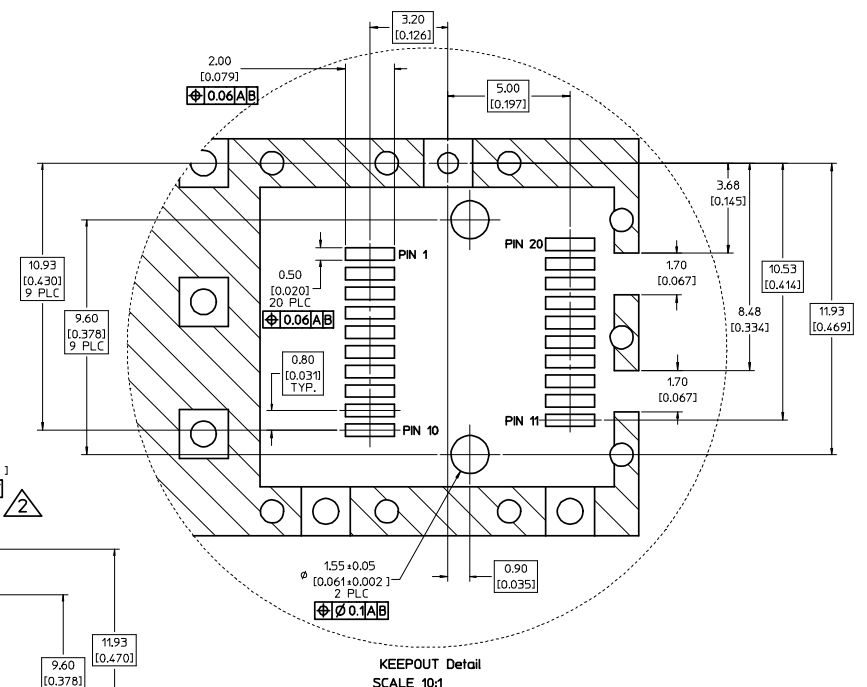 3.20
[0.126]
2.00
[0.079]
⌖ 0.06 A B
5.00
[0.197]
3.68
[0.145]
PIN 1
PIN 20
10.93
[0.430]
9 PLC
0.50
[0.020]
20 PLC
⌖ 0.06 A B
1.70
[0.067]
10.53
[0.414]
8.48
[0.334]
11.93
[0.469]
9.60
[0.378]
9 PLC
0.80
[0.031]
TYP.
1.70
[0.067]
PIN 10
PIN 11
]
2
1.55±0.05
⌀ [0.061±0.002 ]
2 PLC
⌖ ⌀ 0.1 A B
0.90
[0.035]
11.93
[0.470]
9.60
[0.378]
KEEPOUT Detail
SCALE 10:1